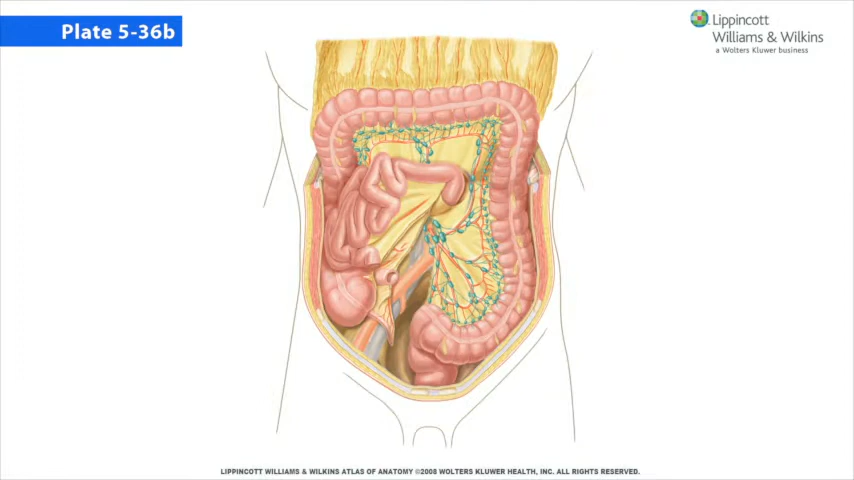 Plate 5-36b
Lippincott
Williams & Wilkins
a Wolters Kluwer business
LIPPINCOTT WILLIAMS & WILKINS ATLAS OF ANATOMY ©2008 WOLTERS KLUWER HEALTH, INC. ALL RIGHTS RESERVED.